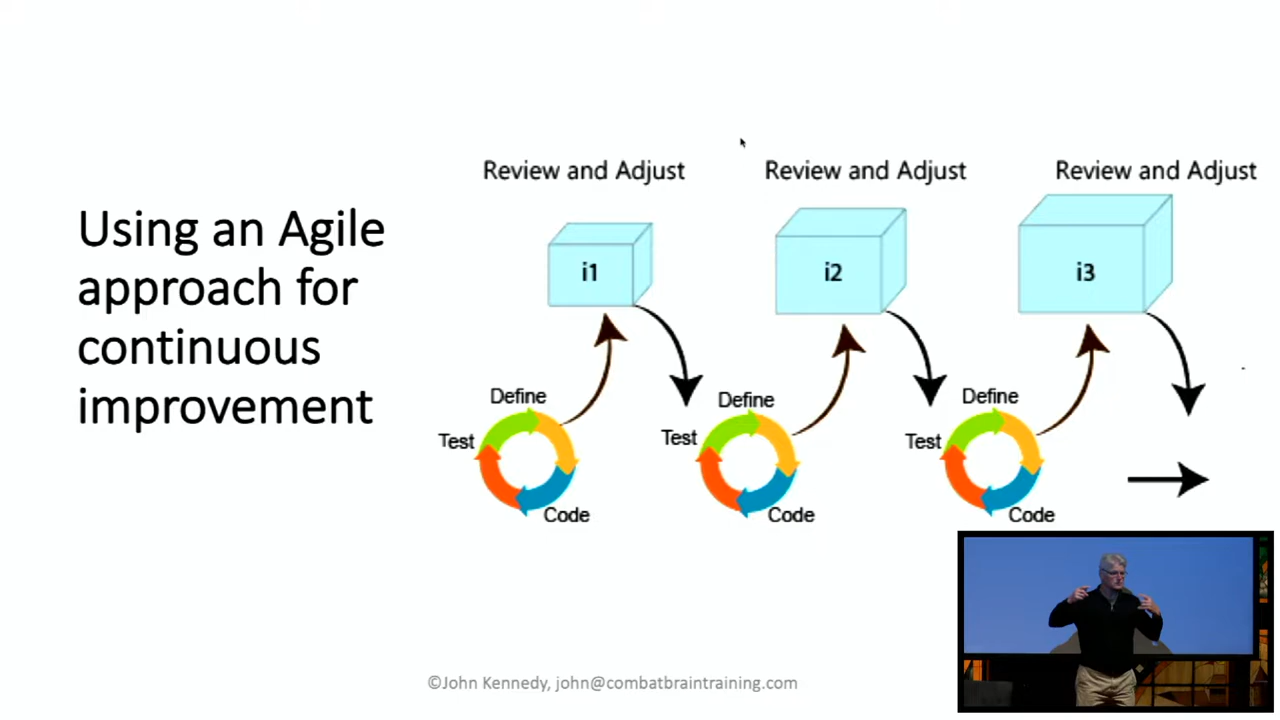 Using an Agile
approach for
continuous
improvement
Review and Adjust
Review and Adjust
Review and Adjust
i1
i2
i3
Define
Test
Code
Define
Test
Code
Define
Test
Code
©John Kennedy, john@combatbraintraining.com